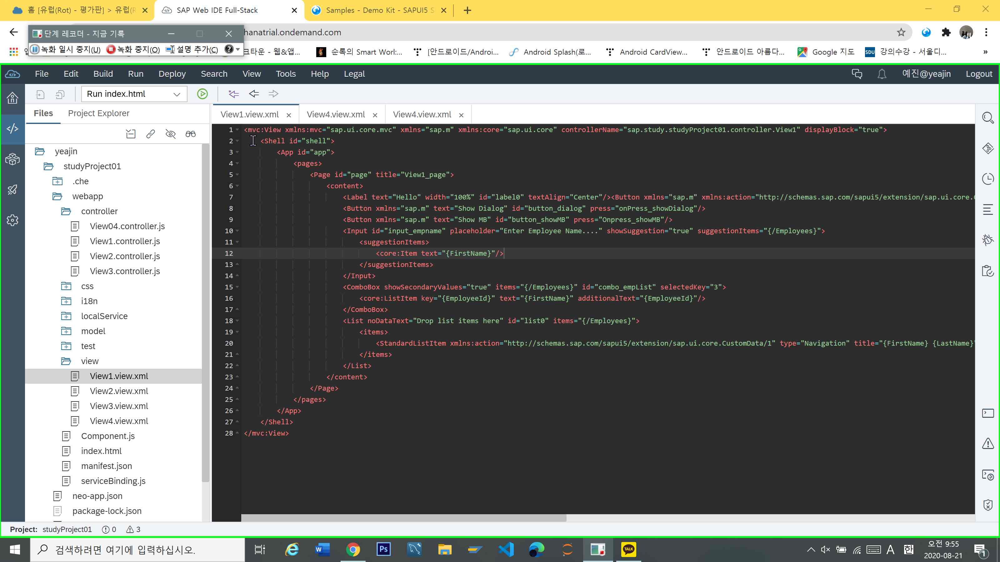 홈 [유럽(Rot) - 평가판] > 유럽(R
SAP Web IDE Full-Stack
Samples - Demo Kit - SAPUI5 S
단계 레코더 - 지금 기록
hanatrial.ondemand.com
녹화 일시 중지(U)
녹화 중지(O)
설명 추가(C)
크타운 - 웹&앱...
순록의 Smart Worl:...
[안드로이드/Androi...
Android Splash(로...
Android CardView...
안드로이드 아름다...
Google 지도
SDU
강의수강 - 서울디...
»
File Edit Build Run Deploy Search View Tools Help Legal
예진@yeajin
Logout
Run index.html
Files
Project Explorer
View1.view.xml
View4.view.xml
View4.view.xml
yeajin
studyProject01
.che
webapp
controller
View04.controller.js
View1.controller.js
View2.controller.js
View3.controller.js
css
i18n
localService
model
test
view
View1.view.xml
View2.view.xml
View3.view.xml
View4.view.xml
Component.js
index.html
manifest.json
serviceBinding.js
neo-app.json
package-lock.json
1 <mvc:View xmlns:mvc="sap.ui.core.mvc" xmlns="sap.m" xmlns:core="sap.ui.core" controllerName="sap.study.studyProject01.controller.View1" displayBlock="true">
2 <Shell id="shell">
3 <App id="app">
4 <pages>
5 <Page id="page" title="View1_page">
6 <content>
7 <Label text="Hello" width="100%" id="label0" textAlign="Center"/><Button xmlns="sap.m" xmlns:action="http://schemas.sap.com/sapui5/extension/sap.ui.core.
8 <Button xmlns="sap.m" text="Show Dialog" id="button_dialog" press="onPress_showDialog"/>
9 <Button xmlns="sap.m" text="Show MB" id="button_showMB" press="Onpress_showMB"/>
10 <Input id="input_empname" placeholder="Enter Employee Name...." showSuggestion="true" suggestionItems="{/Employees}">
11 <suggestionItems>
12 <core:Item text="{FirstName}"/>
13 </suggestionItems>
14 </Input>
15 <ComboBox showSecondaryValues="true" items="{/Employees}" id="combo_empList" selectedKey="3">
16 <core:ListItem key="{EmployeeId}" text="{FirstName}" additionalText="{EmployeeId}"/>
17 </ComboBox>
18 <List noDataText="Drop list items here" id="list0" items="{/Employees}">
19 <items>
20 <StandardListItem xmlns:action="http://schemas.sap.com/sapui5/extension/sap.ui.core.CustomData/1" type="Navigation" title="{FirstName} {LastName}"
21 </items>
22 </List>
23 </content>
24 </Page>
25 </pages>
26 </App>
27 </Shell>
28 </mvc:View>
Project: studyProject01 0 3
검색하려면 여기에 입력하십시오.
Ps
TALK
A
한
오전 9:55
2020-08-21
1